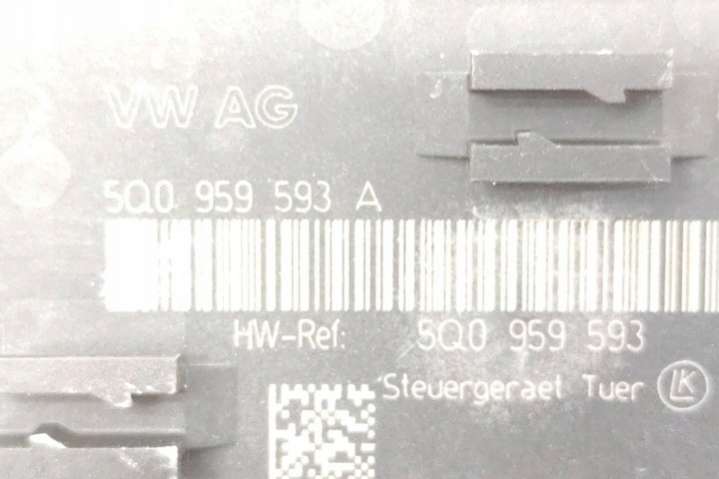 VW AG
5Q0 959 593 A
HW-Ref: 5Q0 959 593
Steuergeraet Tuer LK